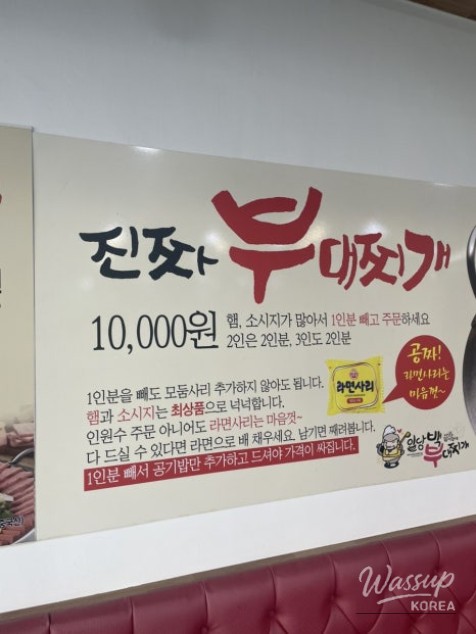 진짜 부대찌개
10,000원
햄, 소시지가 많아서 1인분 빼고 주문하세요
2인은 2인분, 3인도 2인분
1인분을 빼도 모둠사리 추가하지 않아도 됩니다.
햄과 소시지는 최상품으로 넉넉합니다.
인원수 주문 아니어도 라면사리는 마음껏~
다 드실 수 있다면 라면으로 배 채우세요. 남기면 째려봅니다.
1인분 빼서 공기밥만 추가하고 드셔야 가격이 싸집니다.
라면사리
공짜!
라면사리는
마음껏~
일당백
부대찌개
Wassup
KOREA